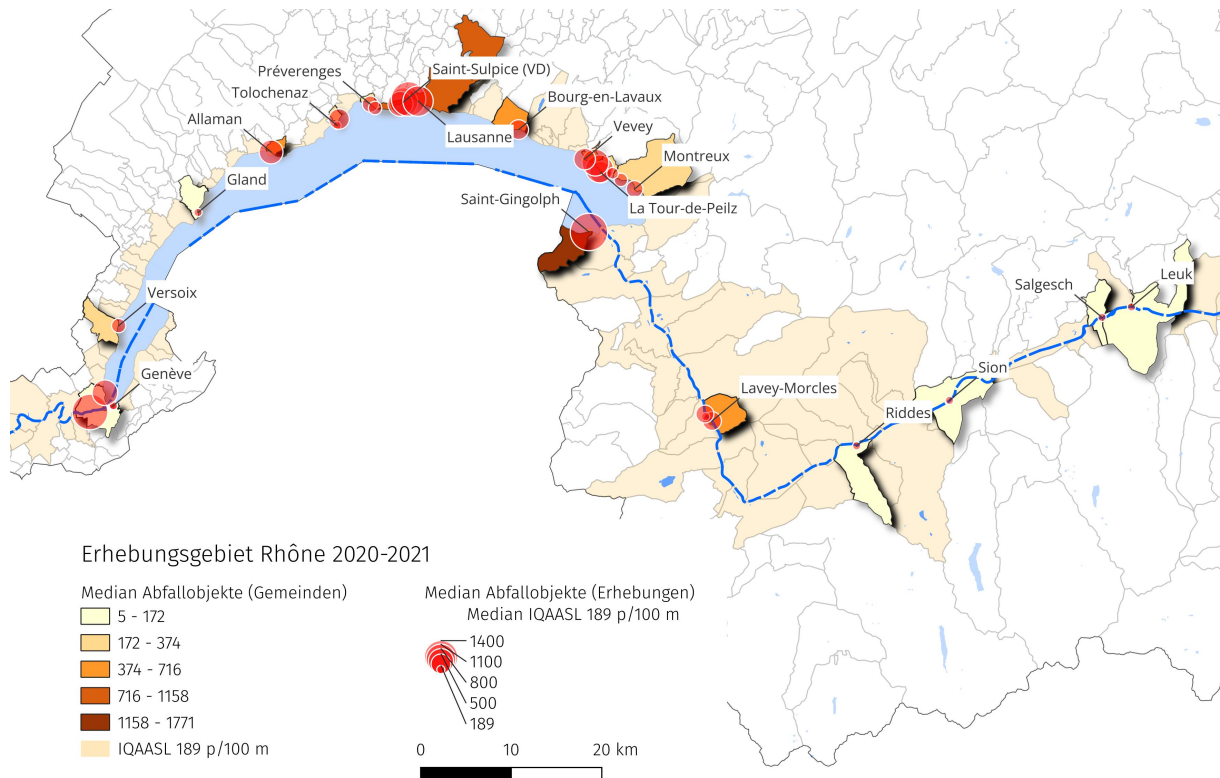 Préverenges
Saint-Sulpice (VD)
Tolochenaz
Bourg-en-Lavaux
Allaman
Lausanne
Vevey
Montreux
Gland
Saint-Gingolph
La Tour-de-Peilz
Versoix
Salgesch
Leuk
Genève
Sion
Lavey-Morcles
Riddes
Erhebungsgebiet Rhône 2020-2021
Median Abfallobjekte (Gemeinden)
5 - 172
172 - 374
374 - 716
716 - 1158
1158 - 1771
IQAASL 189 p/100 m
Median Abfallobjekte (Erhebungen)
Median IQAASL 189 p/100 m
1400
1100
800
500
189
0 10 20 km